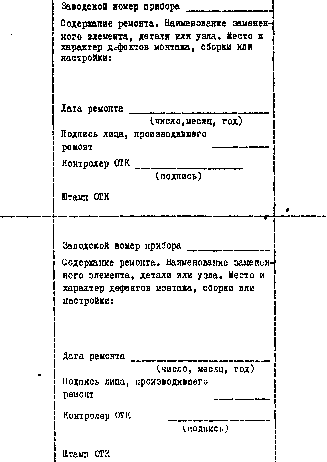 Заводской номер прибора
Содержание ремонта. Наименование заменен-
ного элемента, детали или узла. Место и
характер дефектов монтажа, сборки или
настройки:
Дата ремонта
(число, месяц, год)
Подпись лица, производившего
ремонт
Контролер ОТК
(подпись)
Штамп ОТК
Заводской номер прибора
Содержание ремонта. Наименование заменен-
ного элемента, детали или узла. Место и
характер дефектов монтажа, сборки или
настройки:
Дата ремонта
(число, месяц, год)
Подпись лица, производившего
ремонт
Контролер ОТК
(подпись)
Штамп ОТК